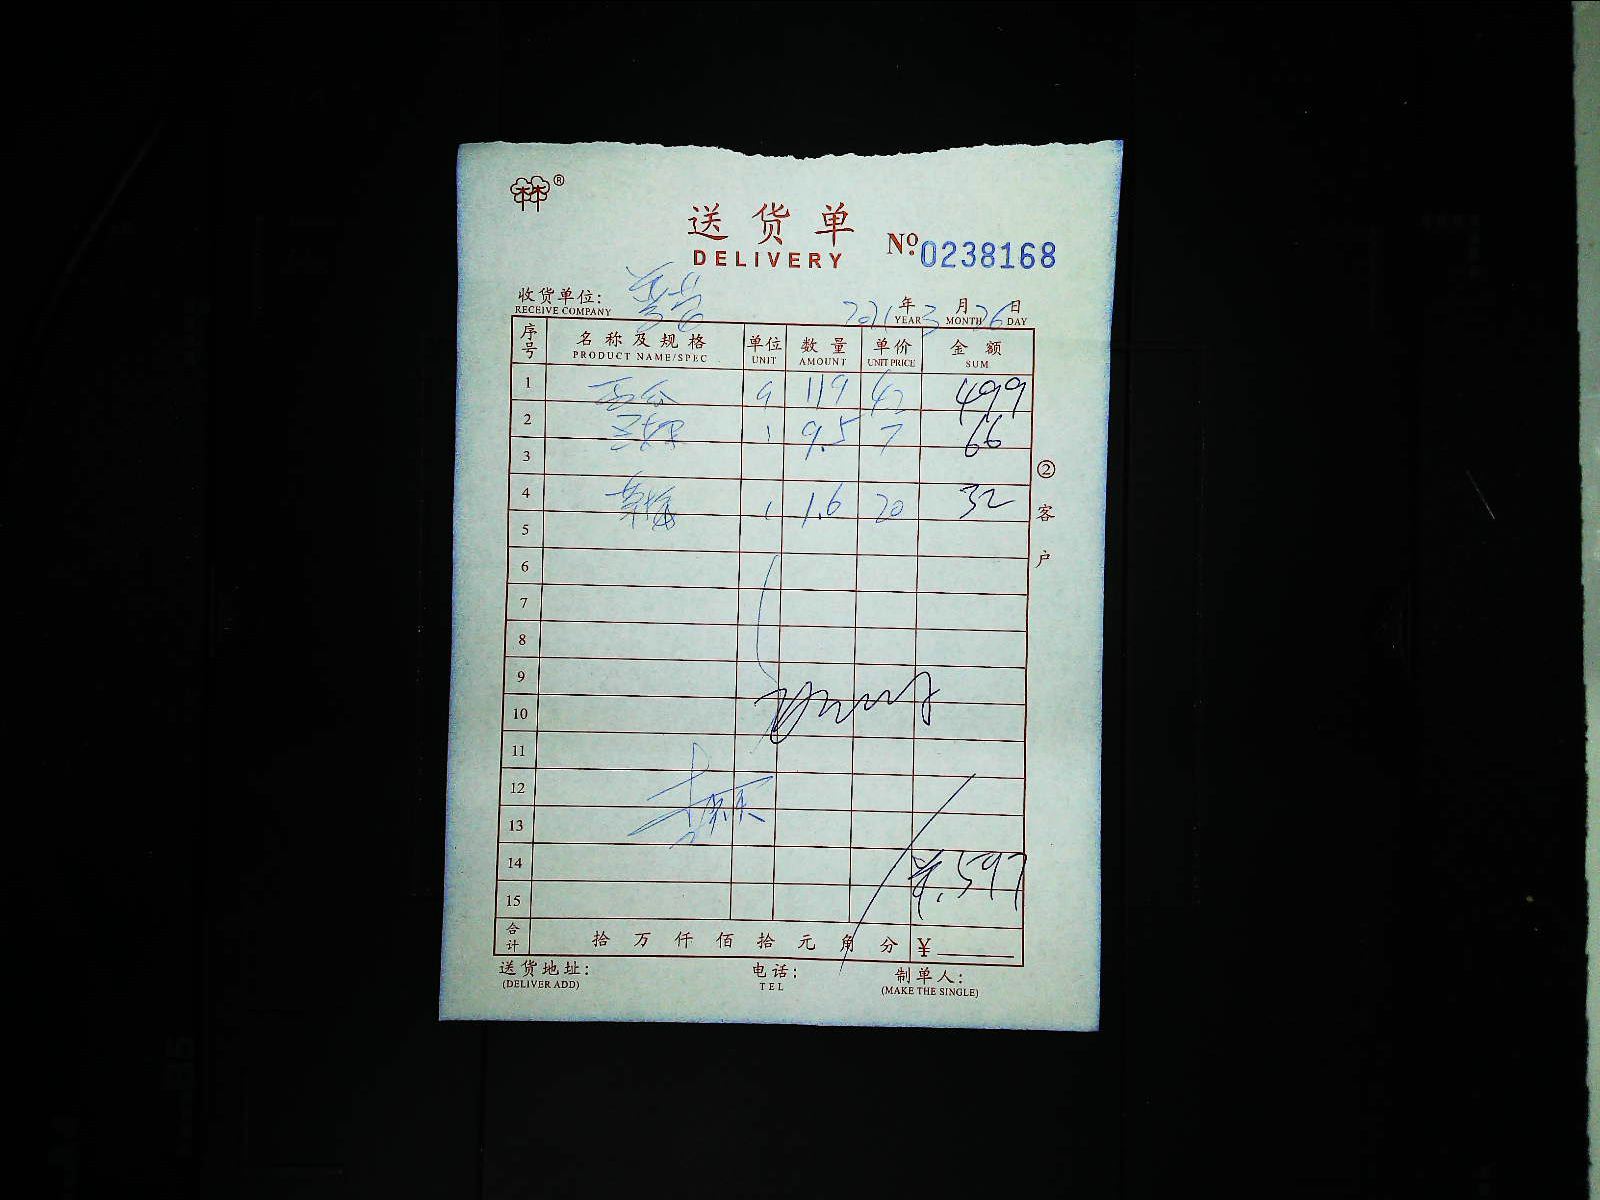 林林®
送货单
DELIVERY
№ 0238168
收货单位:
RECEIVE COMPANY
2021 年 3 月 26 日
YEAR MONTH DAY
序号 名称及规格 单位 数量 单价 金额
PRODUCT NAME/SPEC UNIT AMOUNT UNIT PRICE SUM
1 119 42 499
2 9.5 7 66
3
4 1.6 20 32
5
6
7
8
9
10
11
12
13
14 597
15
合计 拾 万 仟 佰 拾 元 角 分 ¥
② 客户
送货地址: 电话: 制单人:
(DELIVER ADD) TEL (MAKE THE SINGLE)